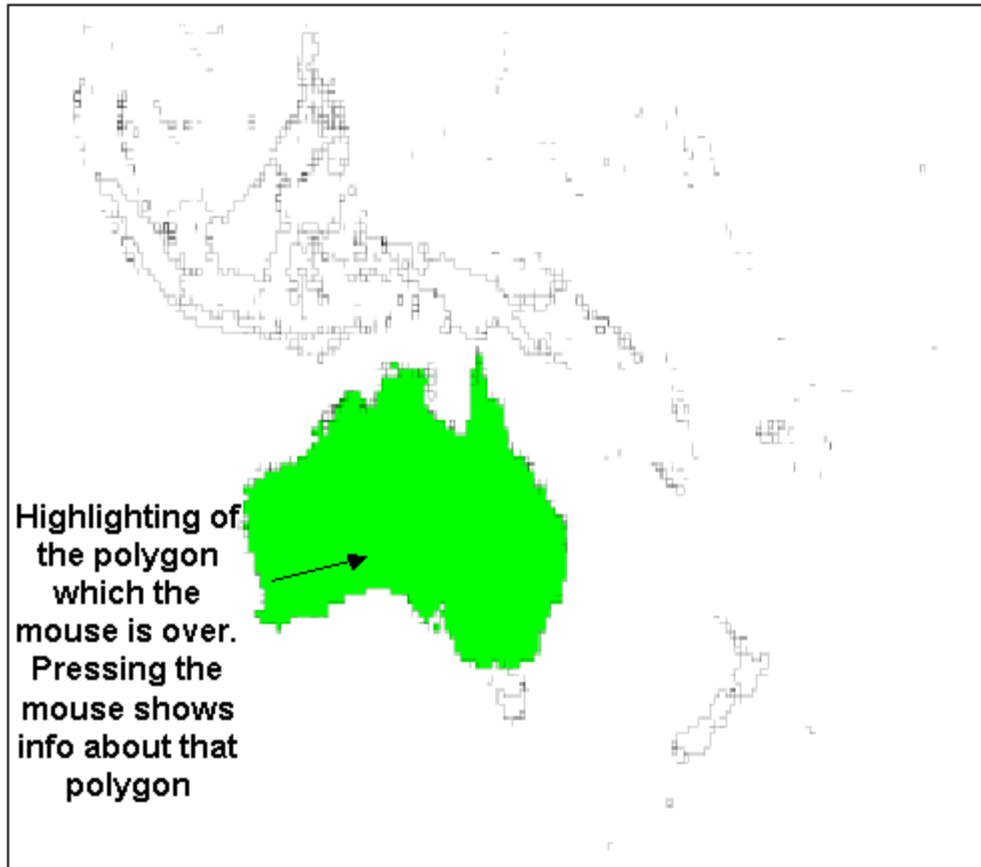 Highlighting of
the polygon
which the
mouse is over.
Pressing the
mouse shows
info about that
polygon